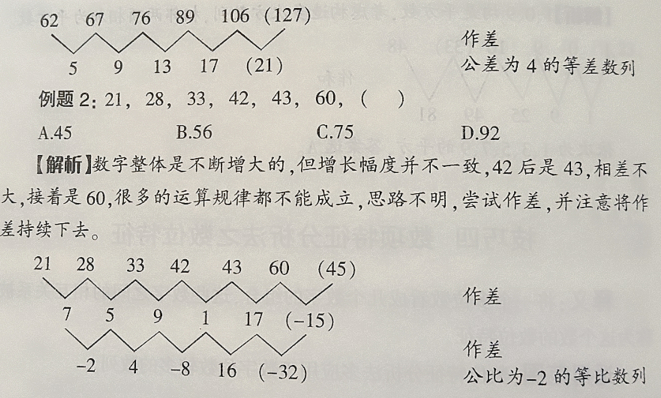 62 67 76 89 106 (127)
作差
5 9 13 17 (21)
公差为 4 的等差数列
例题 2：21，28，33，42，43，60，（ ）
A.45 B.56 C.75 D.92
【解析】数字整体是不断增大的，但增长幅度并不一致，42 后是 43，相差不
大，接着是 60，很多的运算规律都不能成立，思路不明，尝试作差，并注意将作
差持续下去。
21 28 33 42 43 60 (45)
作差
7 5 9 1 17 (-15)
作差
-2 4 -8 16 (-32)
公比为-2 的等比数列